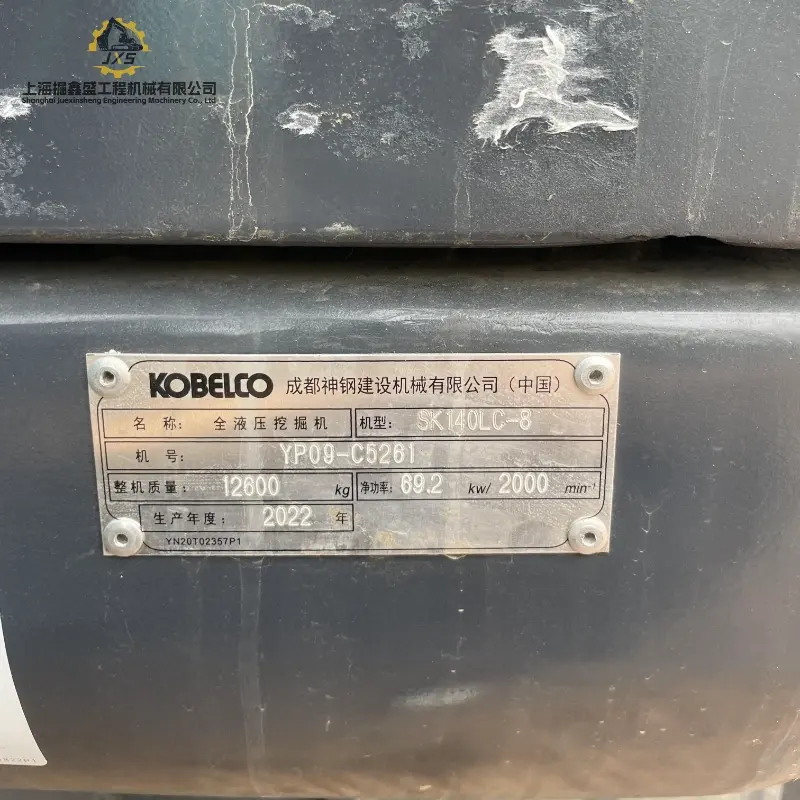 JXS
上海掘鑫盛工程机械有限公司
Shanghai Juexinsheng Engineering Machinery Co., Ltd
KOBELCO 成都神钢建设机械有限公司（中国）
名 称: 全液压挖掘机 机型: SK140LC-8
机 号: YP09-C5261
整机质量: 12600 kg 净功率: 69.2 kw/ 2000 min⁻¹
生产年度: 2022 年
YN20T02357P1